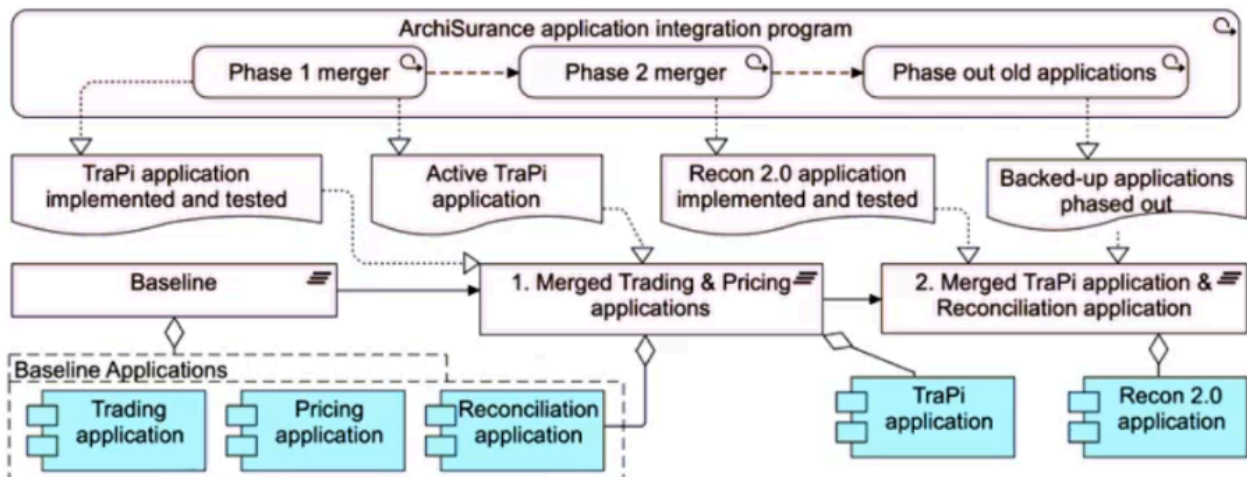 ArchiSurance application integration program
Phase 1 merger
Phase 2 merger
Phase out old applications
TraPi application
implemented and tested
Active TraPi
application
Recon 2.0 application
implemented and tested
Backed-up applications
phased out
Baseline
1. Merged Trading & Pricing
applications
2. Merged TraPi application &
Reconciliation application
Baseline Applications
Trading
application
Pricing
application
Reconciliation
application
TraPi
application
Recon 2.0
application